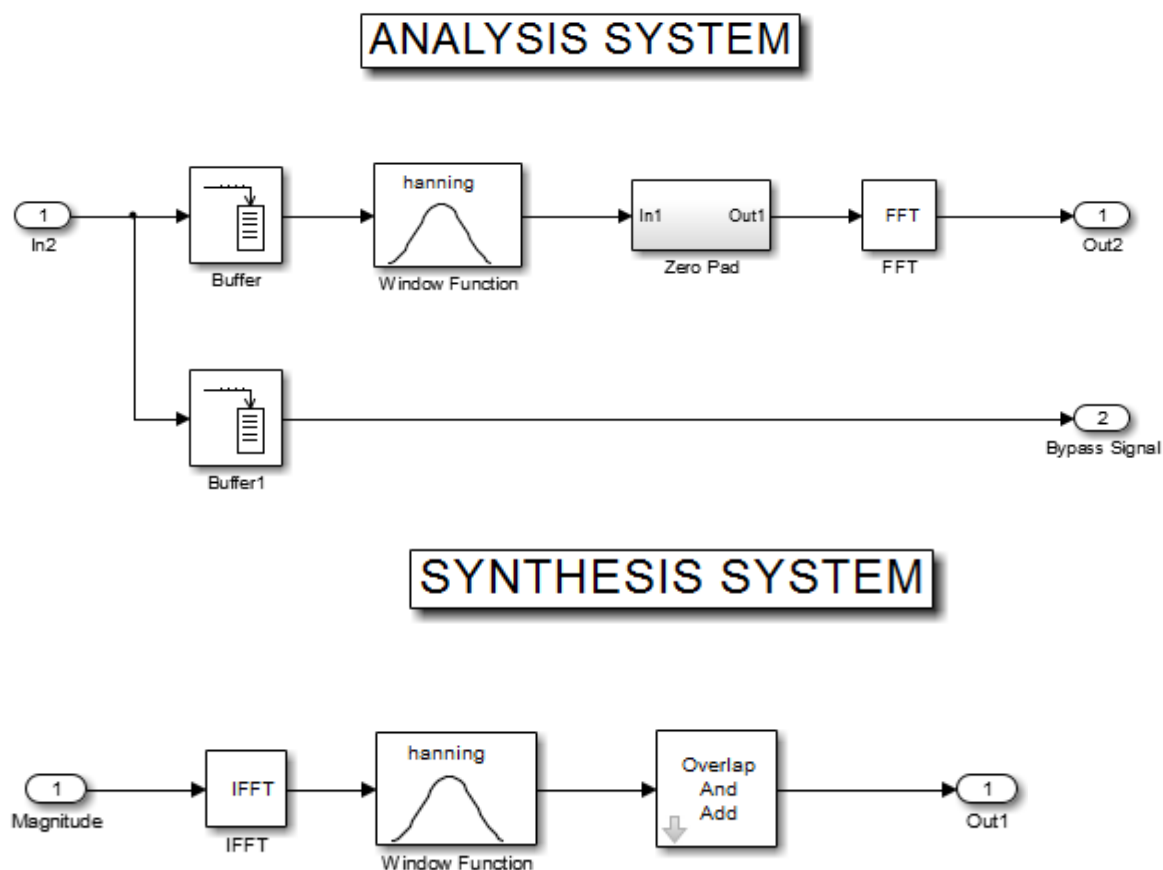 ANALYSIS SYSTEM
1
In2
Buffer
hanning
Window Function
In1 Out1
Zero Pad
FFT
FFT
1
Out2
Buffer1
2
Bypass Signal
SYNTHESIS SYSTEM
1
Magnitude
IFFT
IFFT
hanning
Window Function
Overlap
And
Add
1
Out1